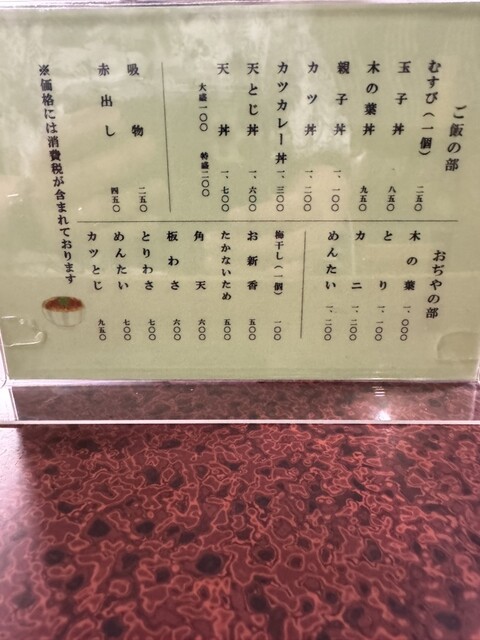 ご飯の部
むすび（一個） 二五〇
玉子丼 八五〇
木の葉丼 九五〇
親子丼 一、一〇〇
カツ丼 一、二〇〇
カツカレー丼 一、三〇〇
天とじ丼 一、六〇〇
天丼 一、七〇〇
大盛一〇〇 特盛二〇〇
吸物 二五〇
赤出し 四五〇
※価格には消費税が含まれております
おぢやの部
木の葉 一、〇〇〇
とり 一、一〇〇
カニ 一、二〇〇
めんたい 一、二〇〇
梅干し（一個） 一〇〇
お新香 五〇〇
たかないため 五〇〇
角天 六〇〇
板わさ 六〇〇
とりわさ 七〇〇
めんたい 七〇〇
カツとじ 九五〇